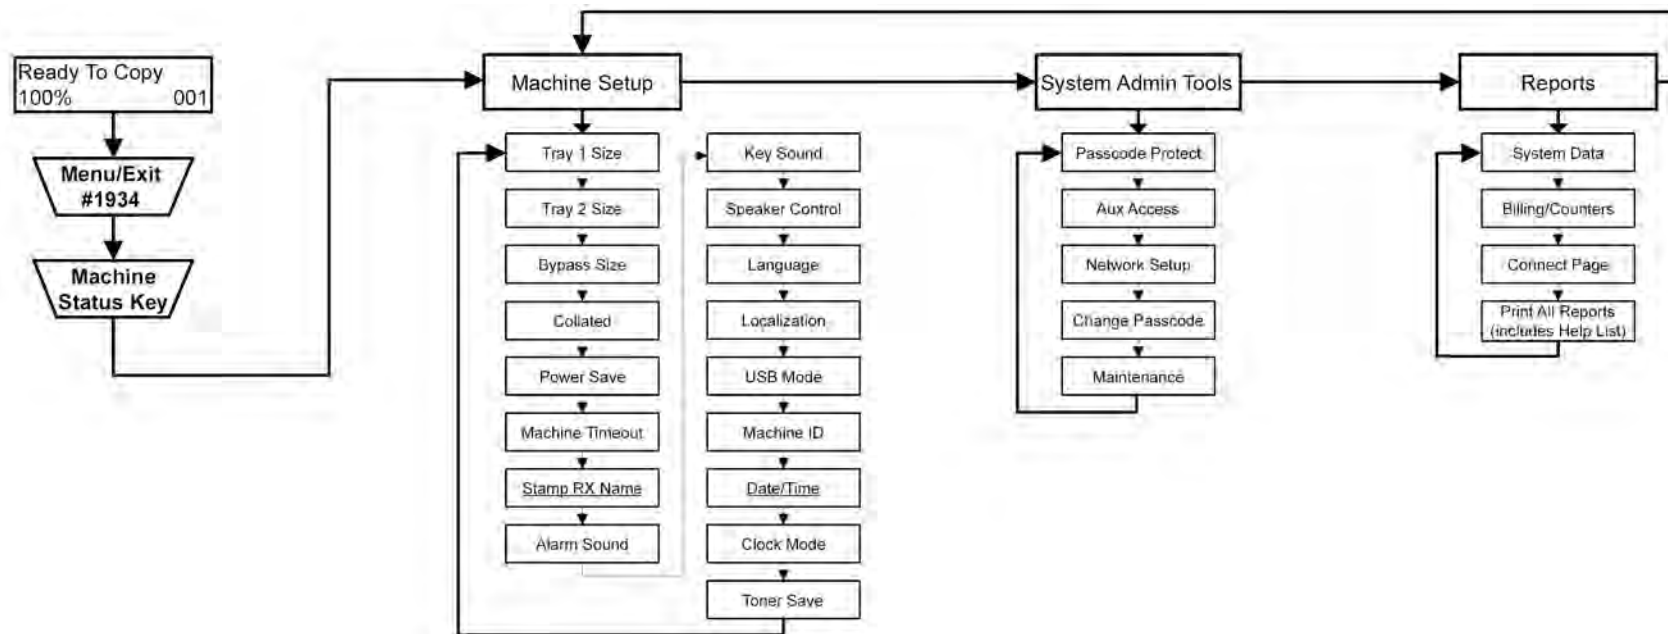 Ready To Copy
100% 001
Menu/Exit
#1934
Machine
Status Key
Machine Setup
Tray 1 Size
Tray 2 Size
Bypass Size
Collated
Power Save
Machine Timeout
Stamp RX Name
Alarm Sound
Key Sound
Speaker Control
Language
Localization
USB Mode
Machine ID
Date/Time
Clock Mode
Toner Save
System Admin Tools
Passcode Protect
Aux Access
Network Setup
Change Passcode
Maintenance
Reports
System Data
Billing/Counters
Connect Page
Print All Reports
(includes Help List)